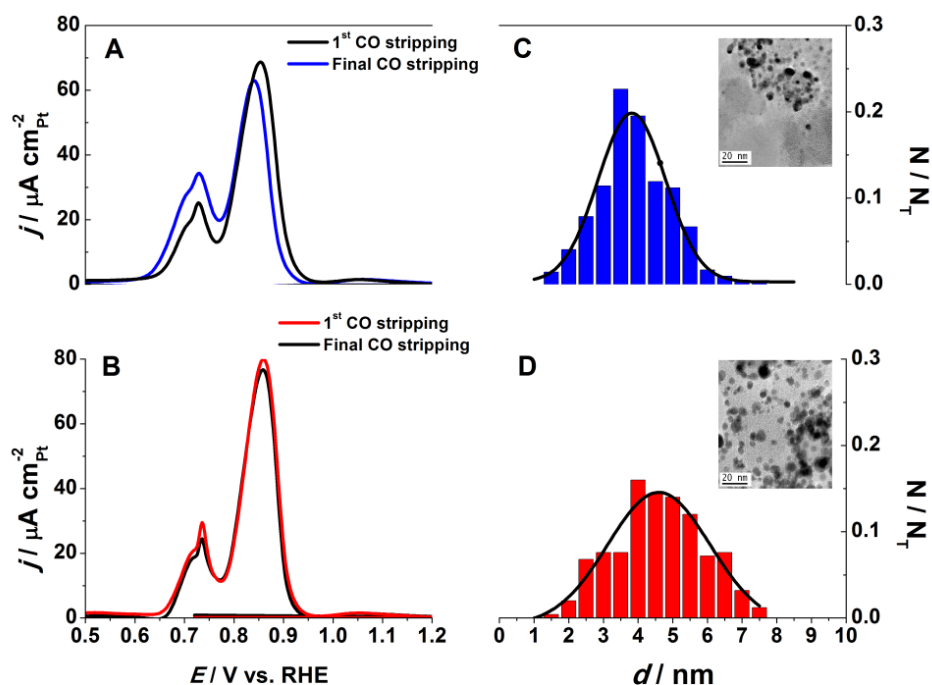 A
1st CO stripping
Final CO stripping
80
60
40
20
0
j / μA cm-2Pt
C
20 nm
0.3
0.2
0.1
0.0
N / NT
1st CO stripping
Final CO stripping
B
80
60
40
20
0
j / μA cm-2Pt
0.5 0.6 0.7 0.8 0.9 1.0 1.1 1.2
E / V vs. RHE
D
20 nm
0.3
0.2
0.1
0.0
N / NT
0 1 2 3 4 5 6 7 8 9 10
d / nm